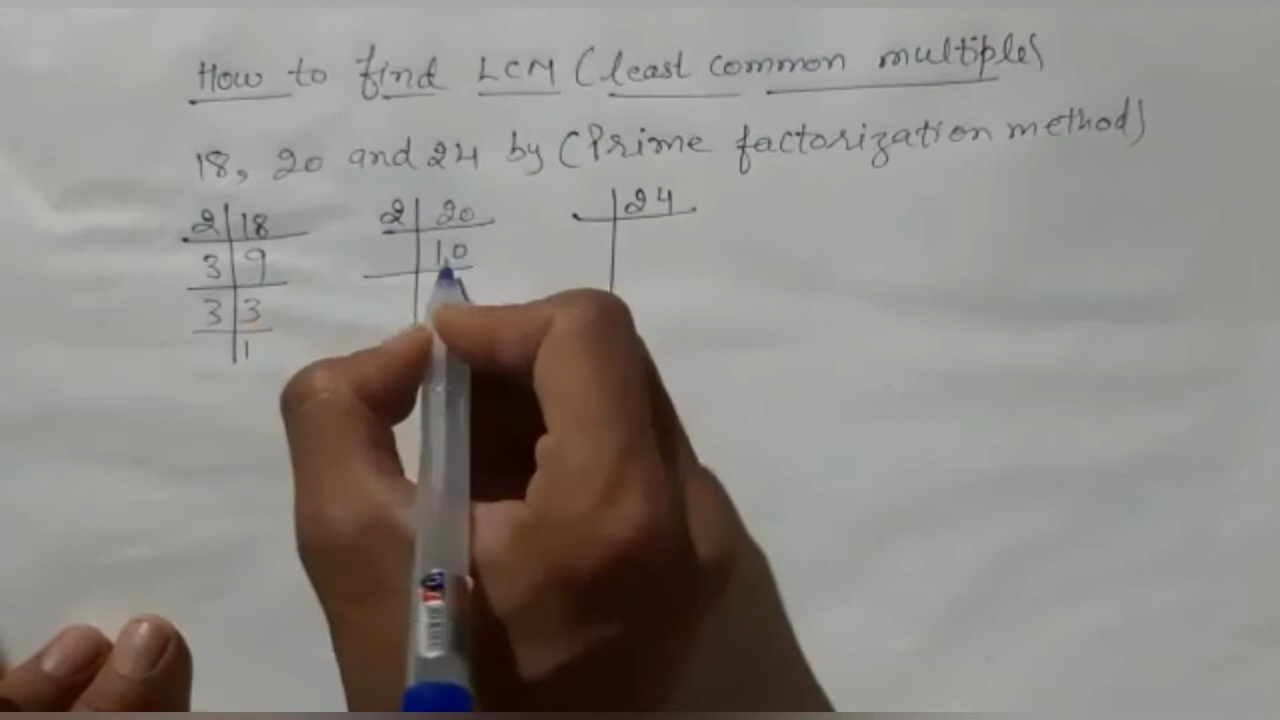 How to find LCM (least common multiples
18, 20 and 24 by (Prime factorization method)
2 18 2 20 24
3 9 10
3 3
1